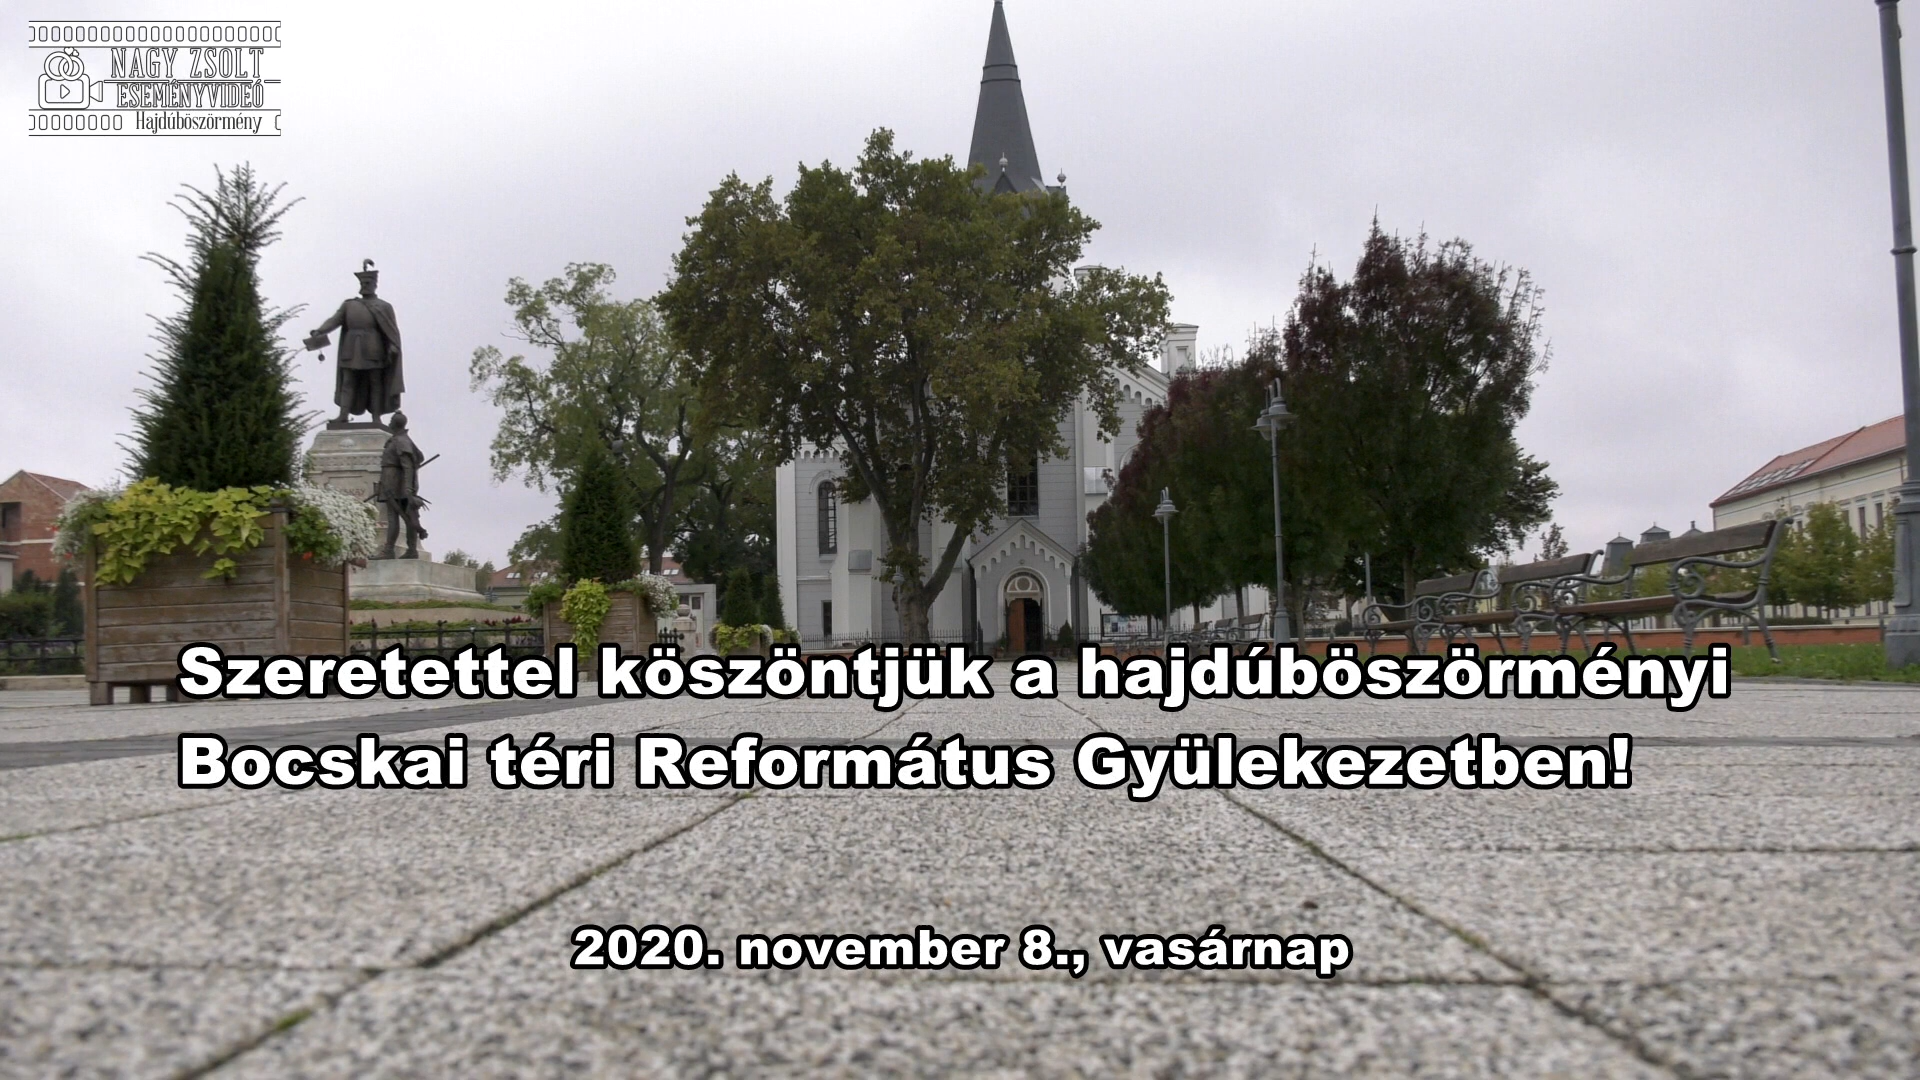 NAGY ZSOLT
ESEMÉNYVIDEÓ
Hajdúböszörmény
Szeretettel köszöntjük a hajdúböszörményi
Bocskai téri Református Gyülekezetben!
2020. november 8., vasárnap